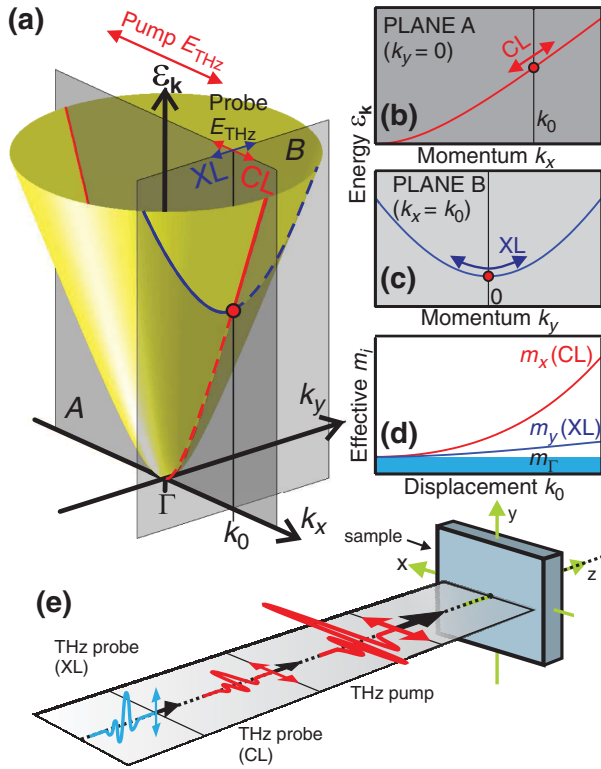 (a)
Pump E_THz
ε_k
Probe
E_THz
B
XL
CL
A
k_y
Γ
k_x
k_0
PLANE A
(k_y = 0)
CL
k_0
(b)
Energy ε_k
Momentum k_x
PLANE B
(k_x = k_0)
XL
(c)
0
Momentum k_y
Effective m_i
m_x(CL)
m_y(XL)
(d)
m_Γ
Displacement k_0
(e)
sample
y
x
z
THz probe
(XL)
THz pump
THz probe
(CL)